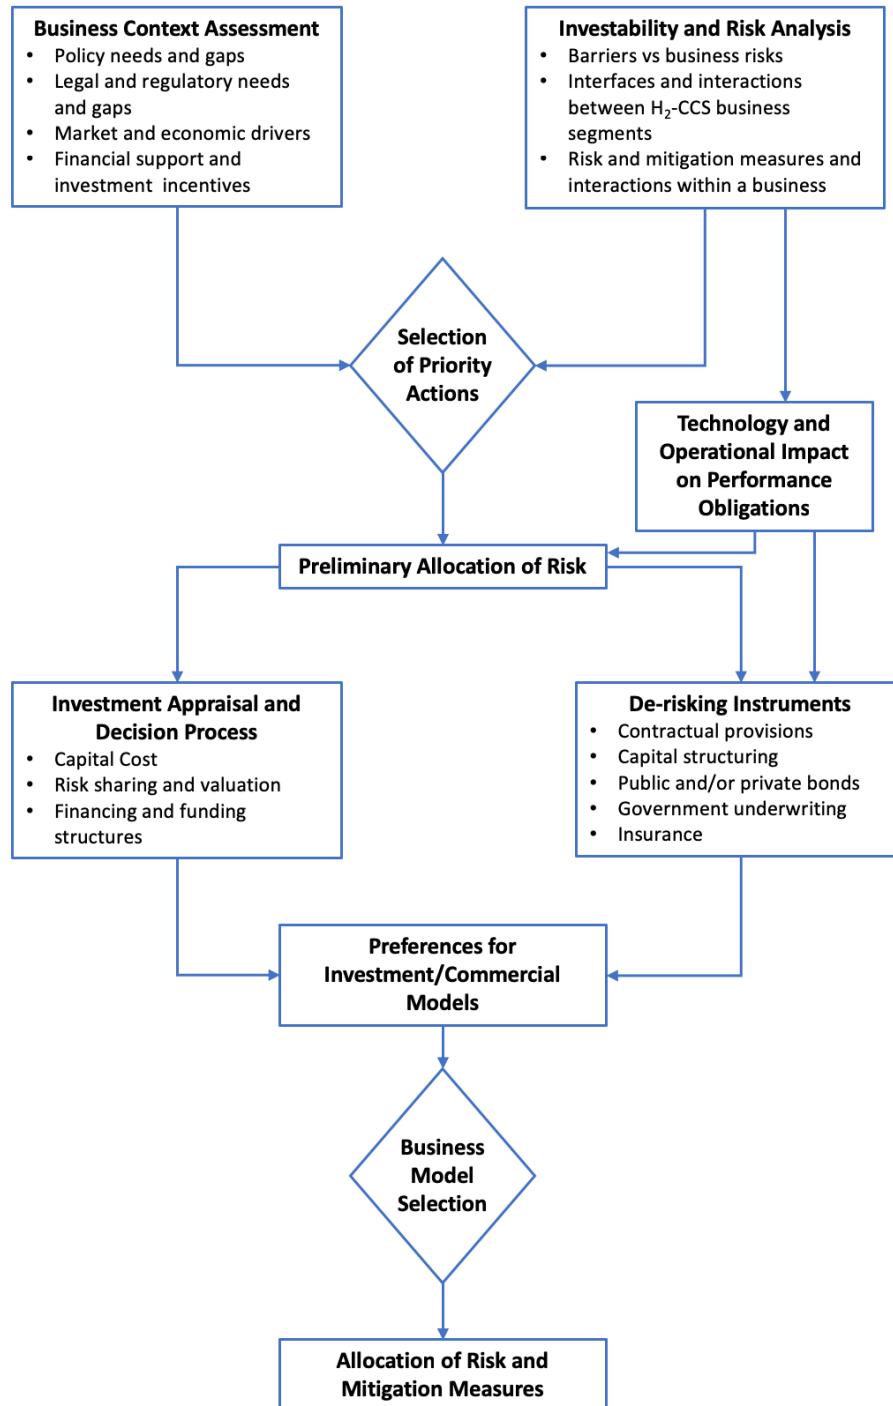 Business Context Assessment
• Policy needs and gaps
• Legal and regulatory needs
and gaps
• Market and economic drivers
• Financial support and
investment incentives
Investability and Risk Analysis
• Barriers vs business risks
• Interfaces and interactions
between H₂-CCS business
segments
• Risk and mitigation measures and
interactions within a business
Selection
of Priority
Actions
Technology and
Operational Impact
on Performance
Obligations
Preliminary Allocation of Risk
Investment Appraisal and
Decision Process
• Capital Cost
• Risk sharing and valuation
• Financing and funding
structures
De-risking Instruments
• Contractual provisions
• Capital structuring
• Public and/or private bonds
• Government underwriting
• Insurance
Preferences for
Investment/Commercial
Models
Business
Model
Selection
Allocation of Risk and
Mitigation Measures